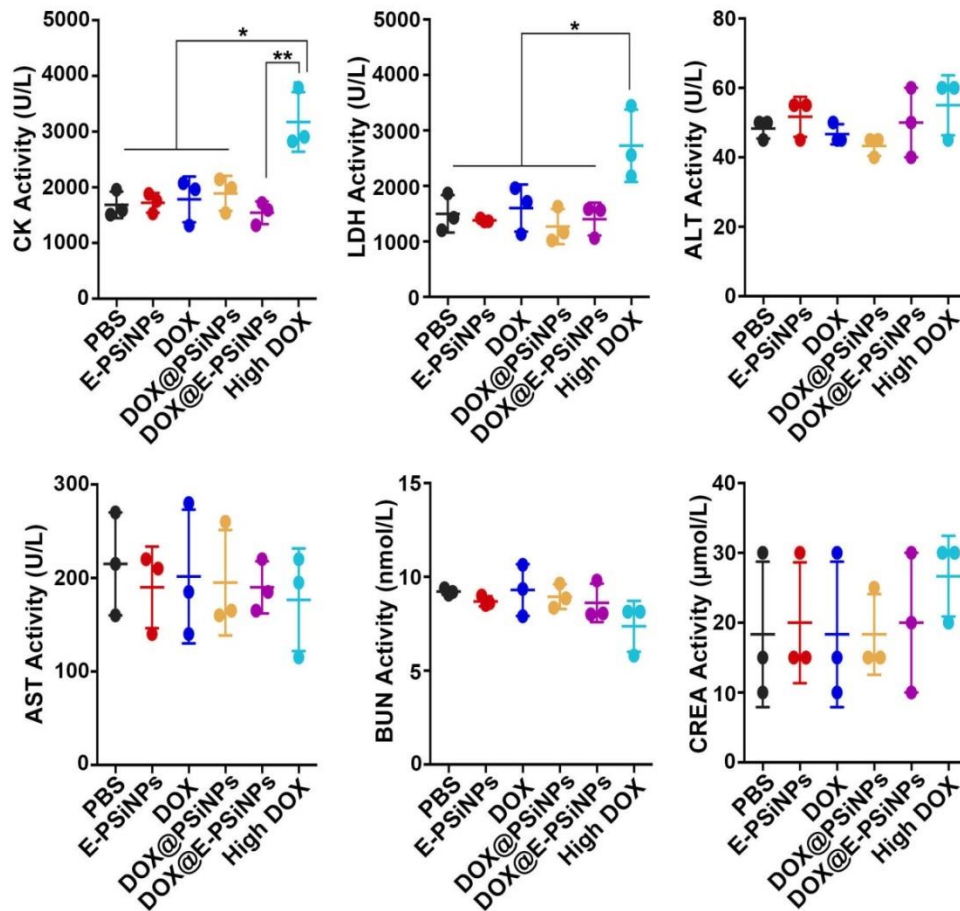 CK Activity (U/L)
5000
4000
3000
2000
1000
0
*
**
PBS
E-PSiNPs
DOX
DOX@PSiNPs
DOX@E-PSiNPs
High DOX
LDH Activity (U/L)
5000
4000
3000
2000
1000
0
*
PBS
E-PSiNPs
DOX
DOX@PSiNPs
DOX@E-PSiNPs
High DOX
ALT Activity (U/L)
80
60
40
20
0
PBS
E-PSiNPs
DOX
DOX@PSiNPs
DOX@E-PSiNPs
High DOX
AST Activity (U/L)
300
200
100
0
PBS
E-PSiNPs
DOX
DOX@PSiNPs
DOX@E-PSiNPs
High DOX
BUN Activity (nmol/L)
15
10
5
0
PBS
E-PSiNPs
DOX
DOX@PSiNPs
DOX@E-PSiNPs
High DOX
CREA Activity (μmol/L)
40
30
20
10
0
PBS
E-PSiNPs
DOX
DOX@PSiNPs
DOX@E-PSiNPs
High DOX